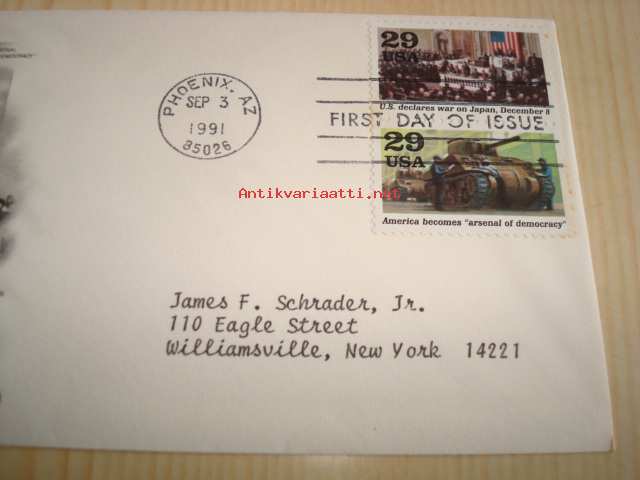 DEMOCRACY"
PHOENIX, AZ
SEP 3
1991
85026
29
USA
U.S. declares war on Japan, December 8
FIRST DAY OF ISSUE
29
USA
America becomes "arsenal of democracy"
Antikvariaatti.net
James F. Schrader, Jr.
110 Eagle Street
Williamsville, New York 14221